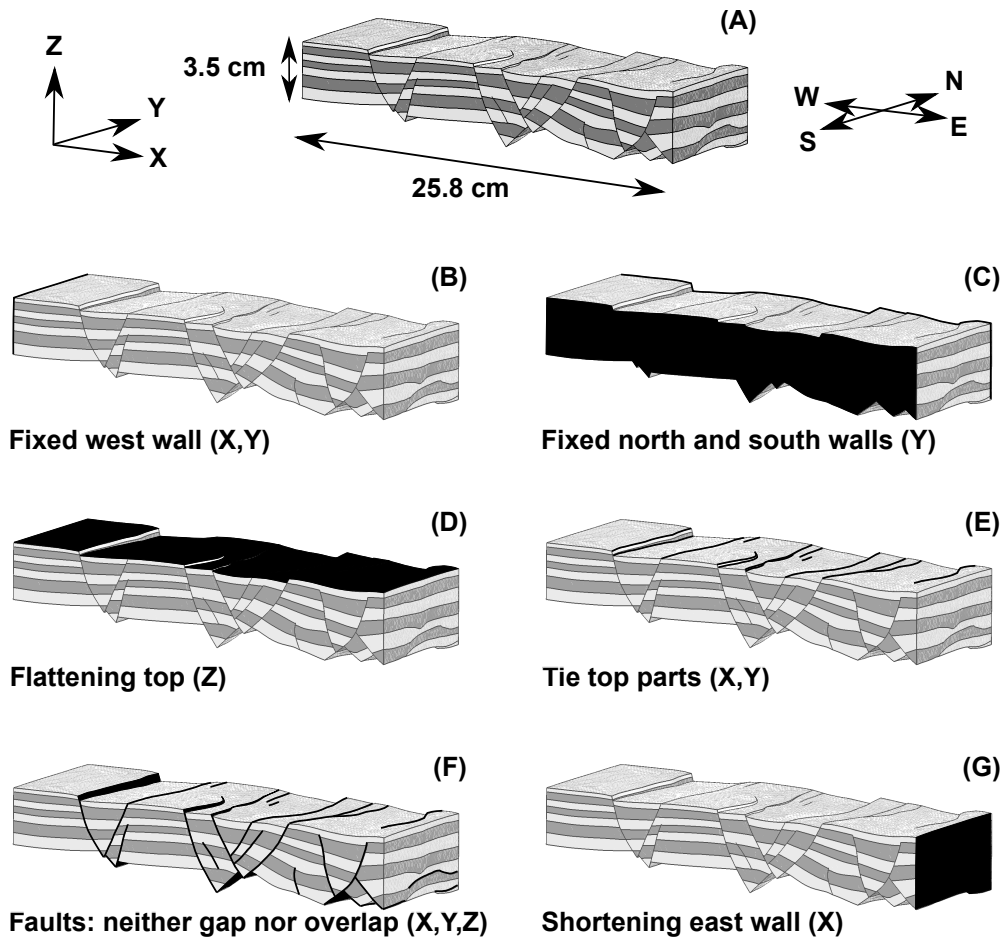 (A)
Z
Y
X
3.5 cm
25.8 cm
N
W
E
S
(B)
Fixed west wall (X,Y)
(C)
Fixed north and south walls (Y)
(D)
Flattening top (Z)
(E)
Tie top parts (X,Y)
(F)
Faults: neither gap nor overlap (X,Y,Z)
(G)
Shortening east wall (X)